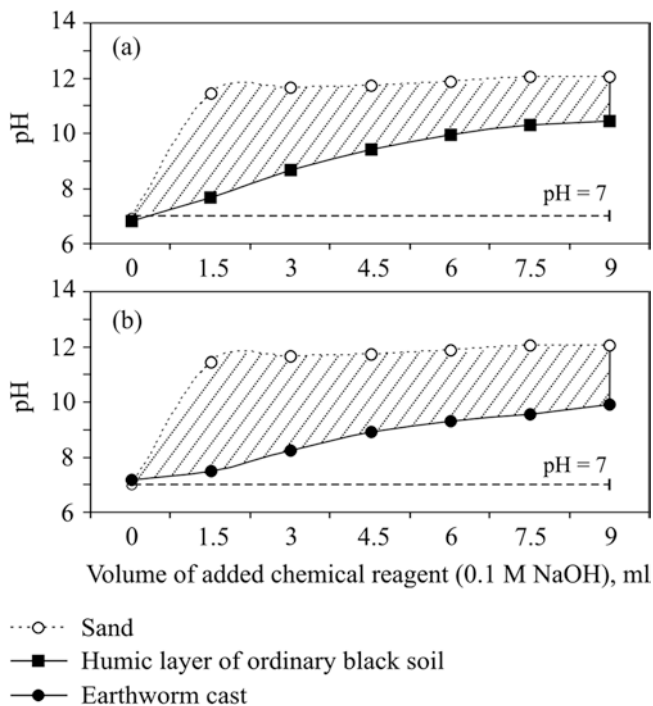 14
(a)
12
pH
10
8
pH = 7
6
0 1.5 3 4.5 6 7.5 9
14
(b)
12
pH
10
8
pH = 7
6
0 1.5 3 4.5 6 7.5 9
Volume of added chemical reagent (0.1 M NaOH), ml
Sand
Humic layer of ordinary black soil
Earthworm cast